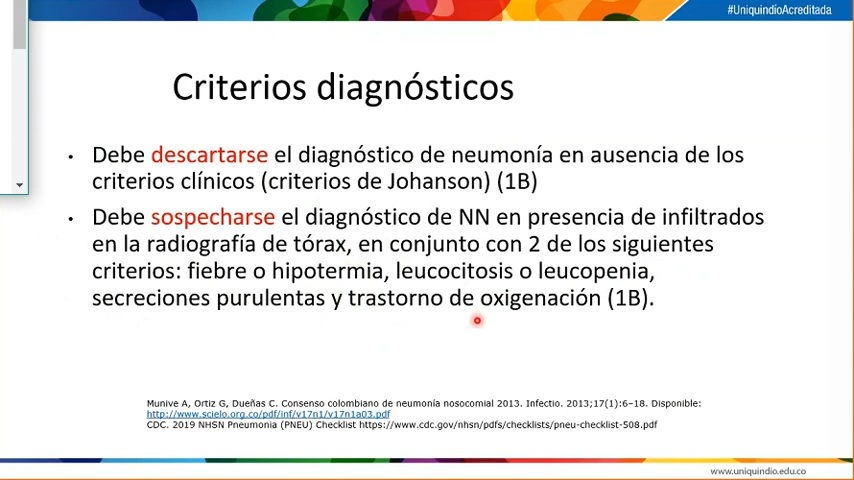 #UniquindíoAcreditada
Criterios diagnósticos
• Debe descartarse el diagnóstico de neumonía en ausencia de los
criterios clínicos (criterios de Johanson) (1B)
• Debe sospecharse el diagnóstico de NN en presencia de infiltrados
en la radiografía de tórax, en conjunto con 2 de los siguientes
criterios: fiebre o hipotermia, leucocitosis o leucopenia,
secreciones purulentas y trastorno de oxigenación (1B).
Munive A, Ortiz G, Dueñas C. Consenso colombiano de neumonía nosocomial 2013. Infectio. 2013;17(1):6–18. Disponible:
http://www.scielo.org.co/pdf/inf/v17n1/v17n1a03.pdf
CDC. 2019 NHSN Pneumonia (PNEU) Checklist https://www.cdc.gov/nhsn/pdfs/checklists/pneu-checklist-508.pdf
www.uniquindio.edu.co